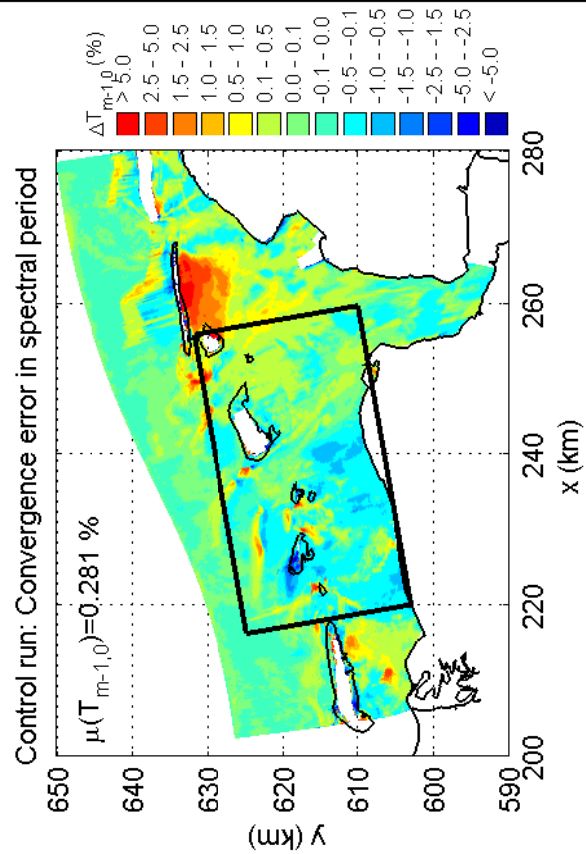 Control run: Convergence error in spectral period
μ(Tm-1,0)=0.281 %
650
640
630
620
610
600
590
y (km)
200
220
240
260
280
x (km)
ΔTm-1,0 (%)
> 5.0
2.5 - 5.0
1.5 - 2.5
1.0 - 1.5
0.5 - 1.0
0.1 - 0.5
0.0 - 0.1
-0.1 - 0.0
-0.5 - -0.1
-1.0 - -0.5
-1.5 - -1.0
-2.5 - -1.5
-5.0 - -2.5
< -5.0